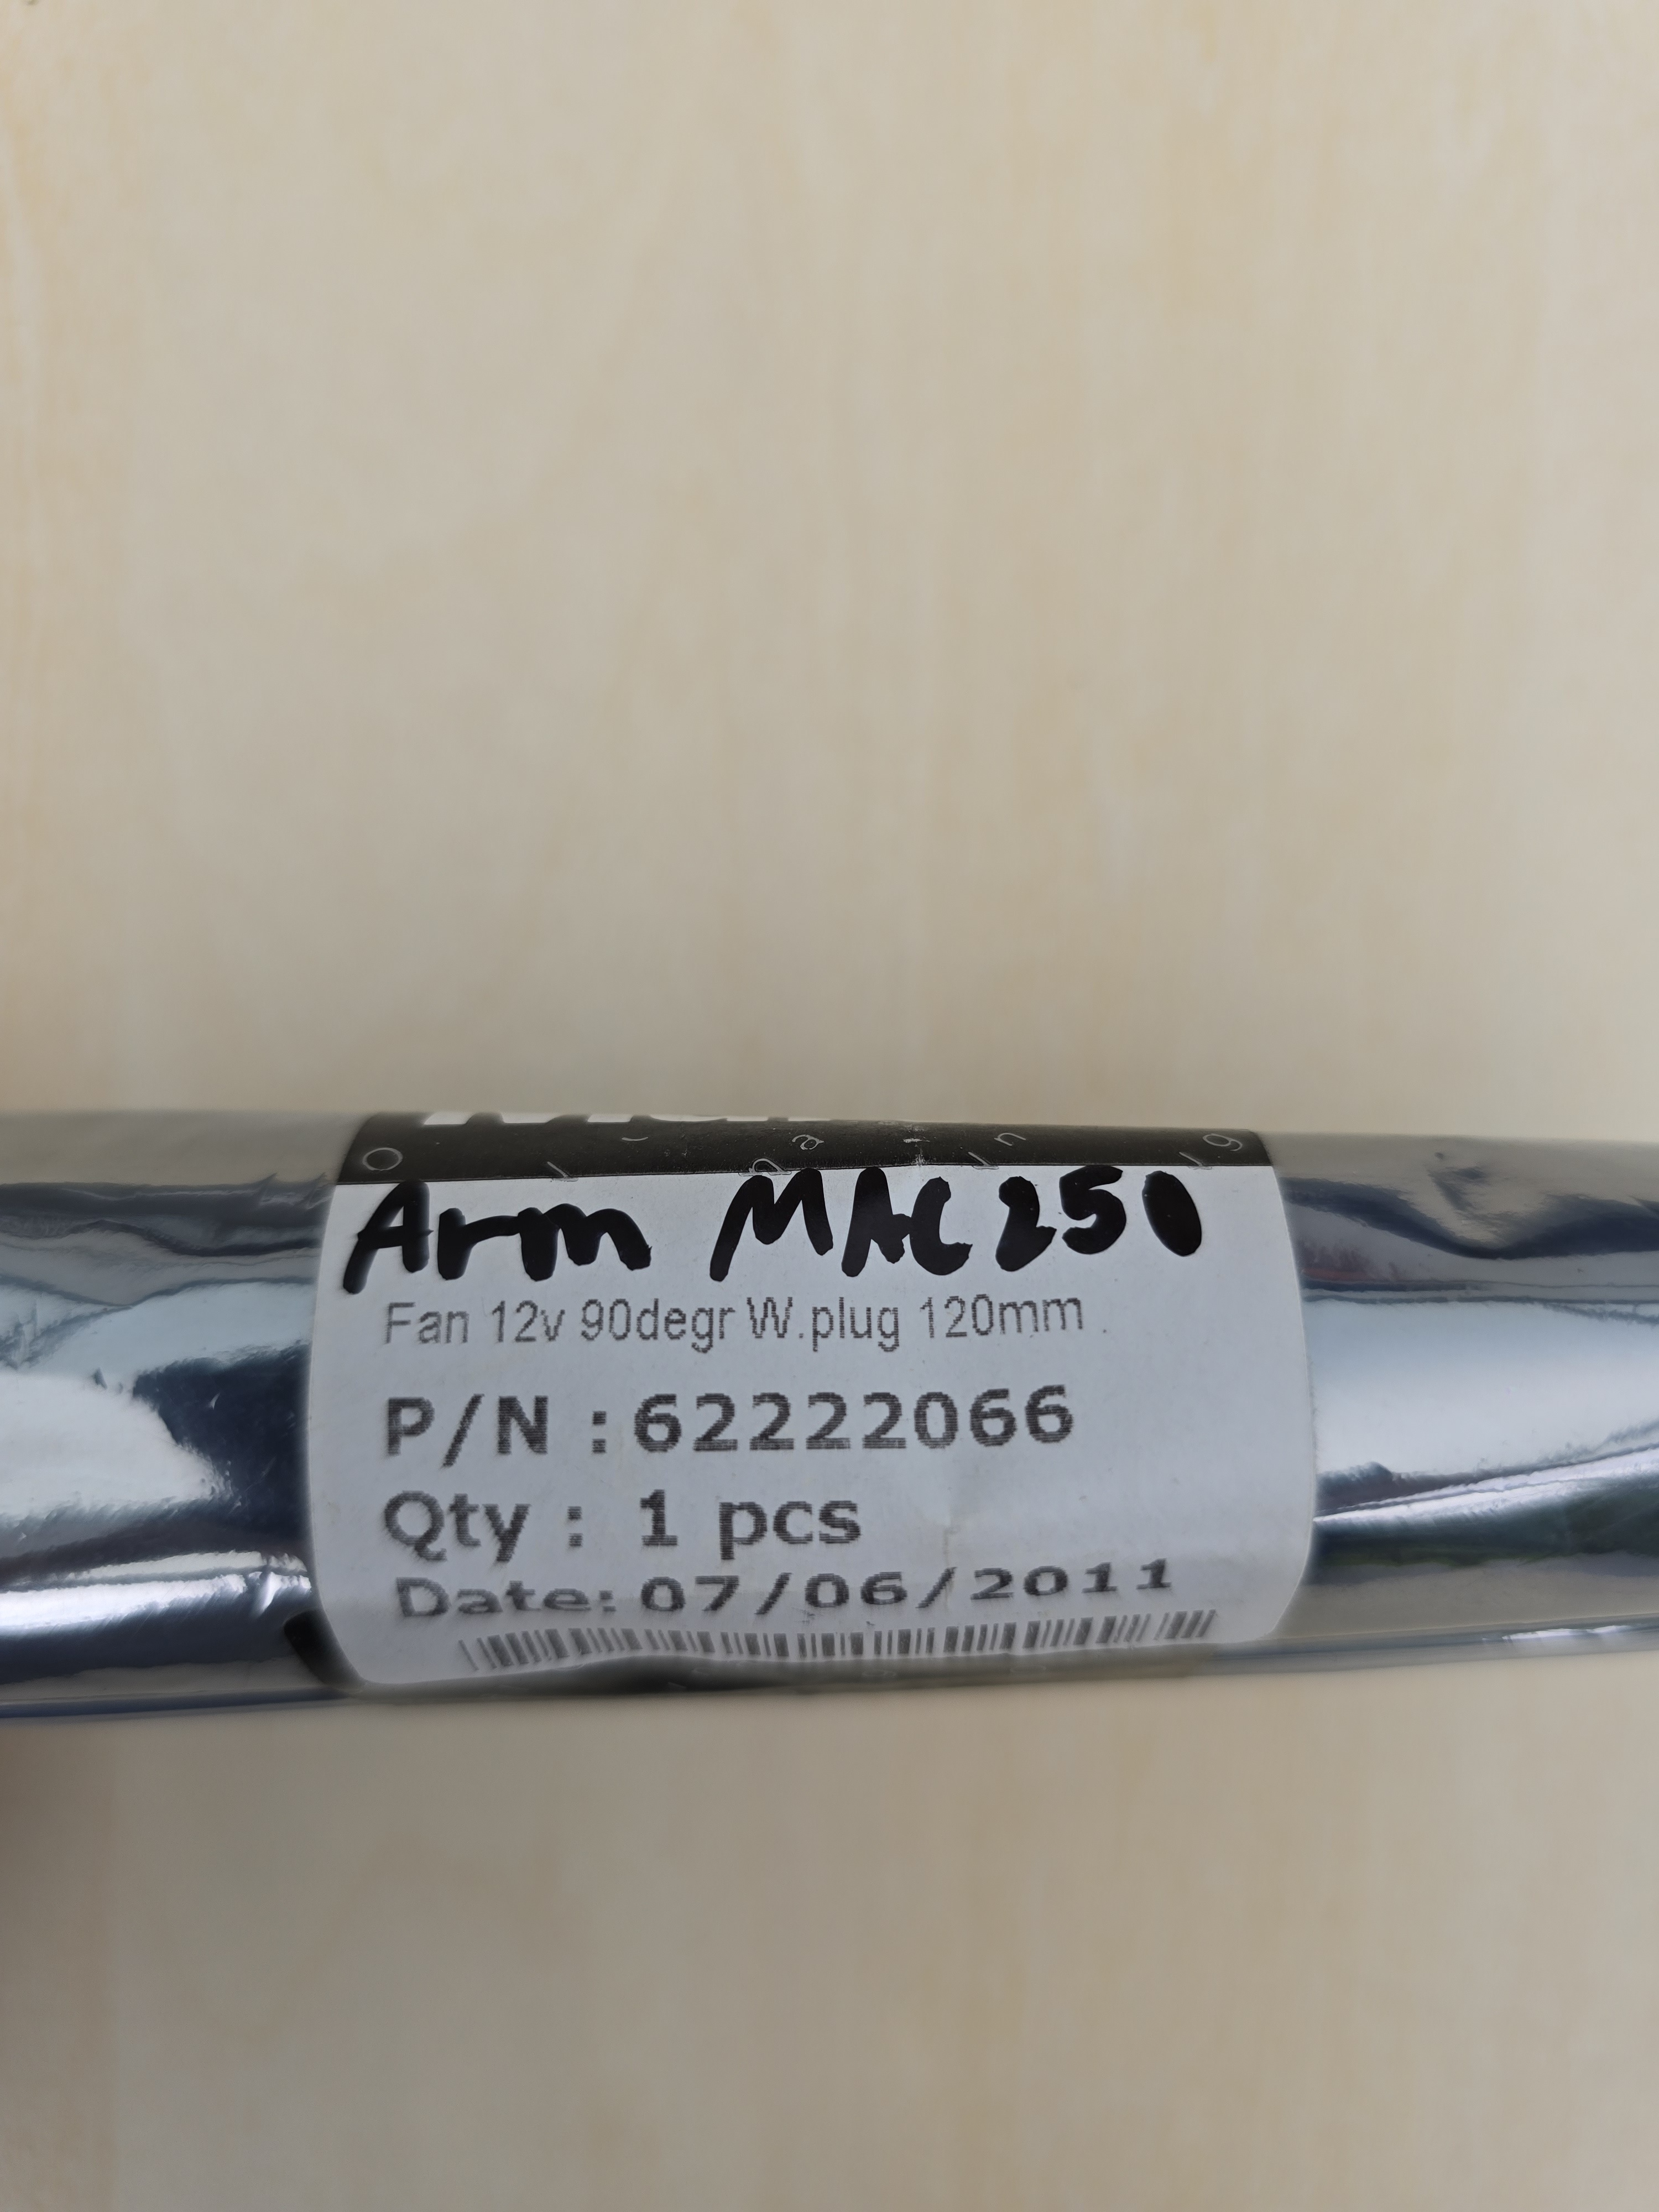 Arm MAC250
Fan 12v 90degr W.plug 120mm
P/N : 62222066
Qty : 1 pcs
Date: 07/06/2011